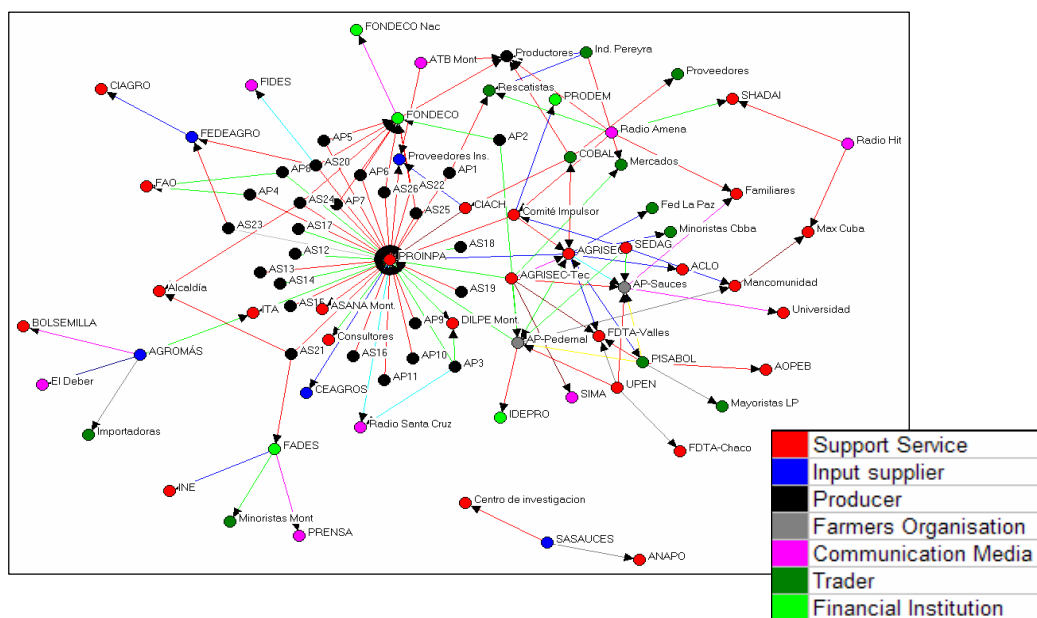 FONDECO Nac
ATB Mont
Productores
Ind. Pereyra
Proveedores
CIAGRO
FIDES
Rescatistas
PRODEM
SHADAI
FONDECO
Radio Amena
FEDEAGRO
AP5
AP2
Radio Hit
AS20
Proveedores Ins.
COBAL
Mercados
AP8
AP6
AS22
AP1
FAO
AP4
AS26
Familiares
AS24
AP7
AS25
CIACH
Comité Impulsor
Fed La Paz
AS23
AS17
Minoristas Cbba
Max Cuba
AS12
AS18
AGRISEC
SEDAG
PROINPA
ACLO
AS13
AGRISEC-Tec
AP-Sauces
Mancomunidad
AS14
Alcaldía
AS15
ASANA Mont.
AS19
Universidad
ITA
BOLSEMILLA
Consultores
AP9
DILPE Mont.
FDTA-Valles
AP-Pedernal
AGROMÁS
AS21
AS16
AP10
AP3
PISABOL
AOPEB
El Deber
AP11
UPEN
CEAGROS
SIMA
Mayoristas LP
Importadoras
Radio Santa Cruz
IDEPRO
FADES
FDTA-Chaco
INE
Centro de investigacion
Minoristas Mont
PRENSA
SASAUCES
ANAPO
Support Service
Input supplier
Producer
Farmers Organisation
Communication Media
Trader
Financial Institution